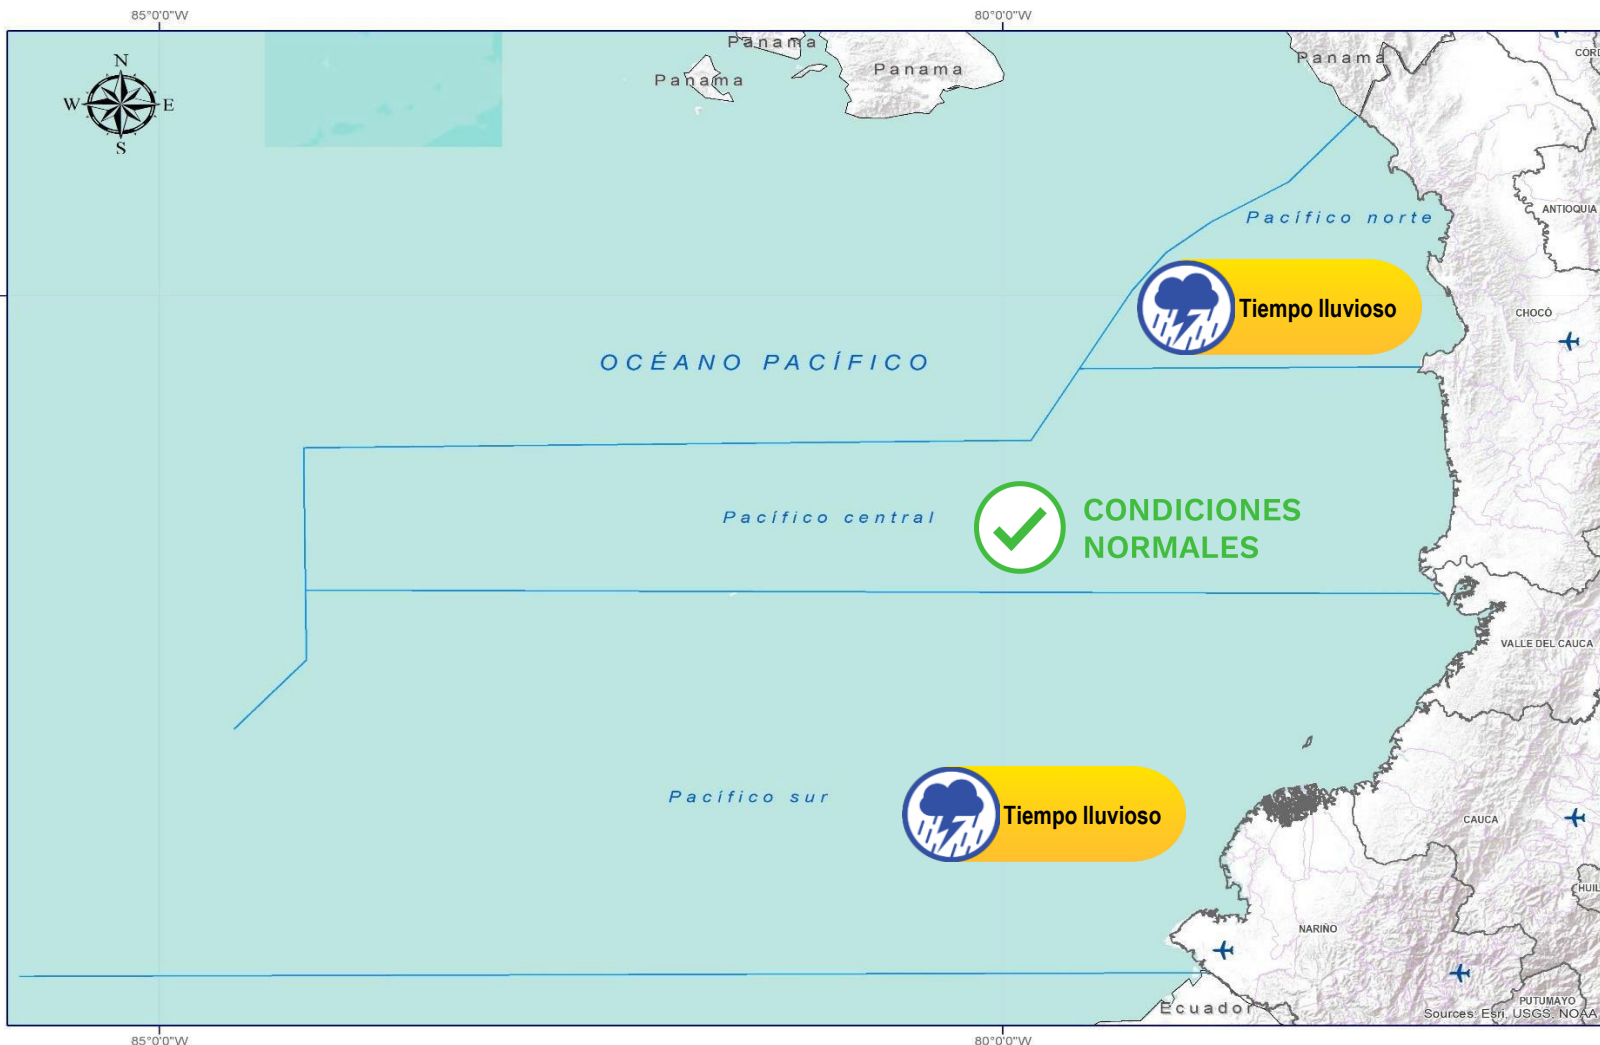 85°0'0"W
80°0'0"W
N
W
E
S
Panama
Panama
Panama
Panama
Pacífico norte
ANTIOQUIA
Tiempo lluvioso
CHOCÓ
OCÉANO PACÍFICO
Pacífico central
CONDICIONES
NORMALES
VALLE DEL CAUCA
Pacífico sur
Tiempo lluvioso
CAUCA
HUIL
NARIÑO
PUTUMAYO
Ecuador
Sources: Esri, USGS, NOAA
85°0'0"W
80°0'0"W